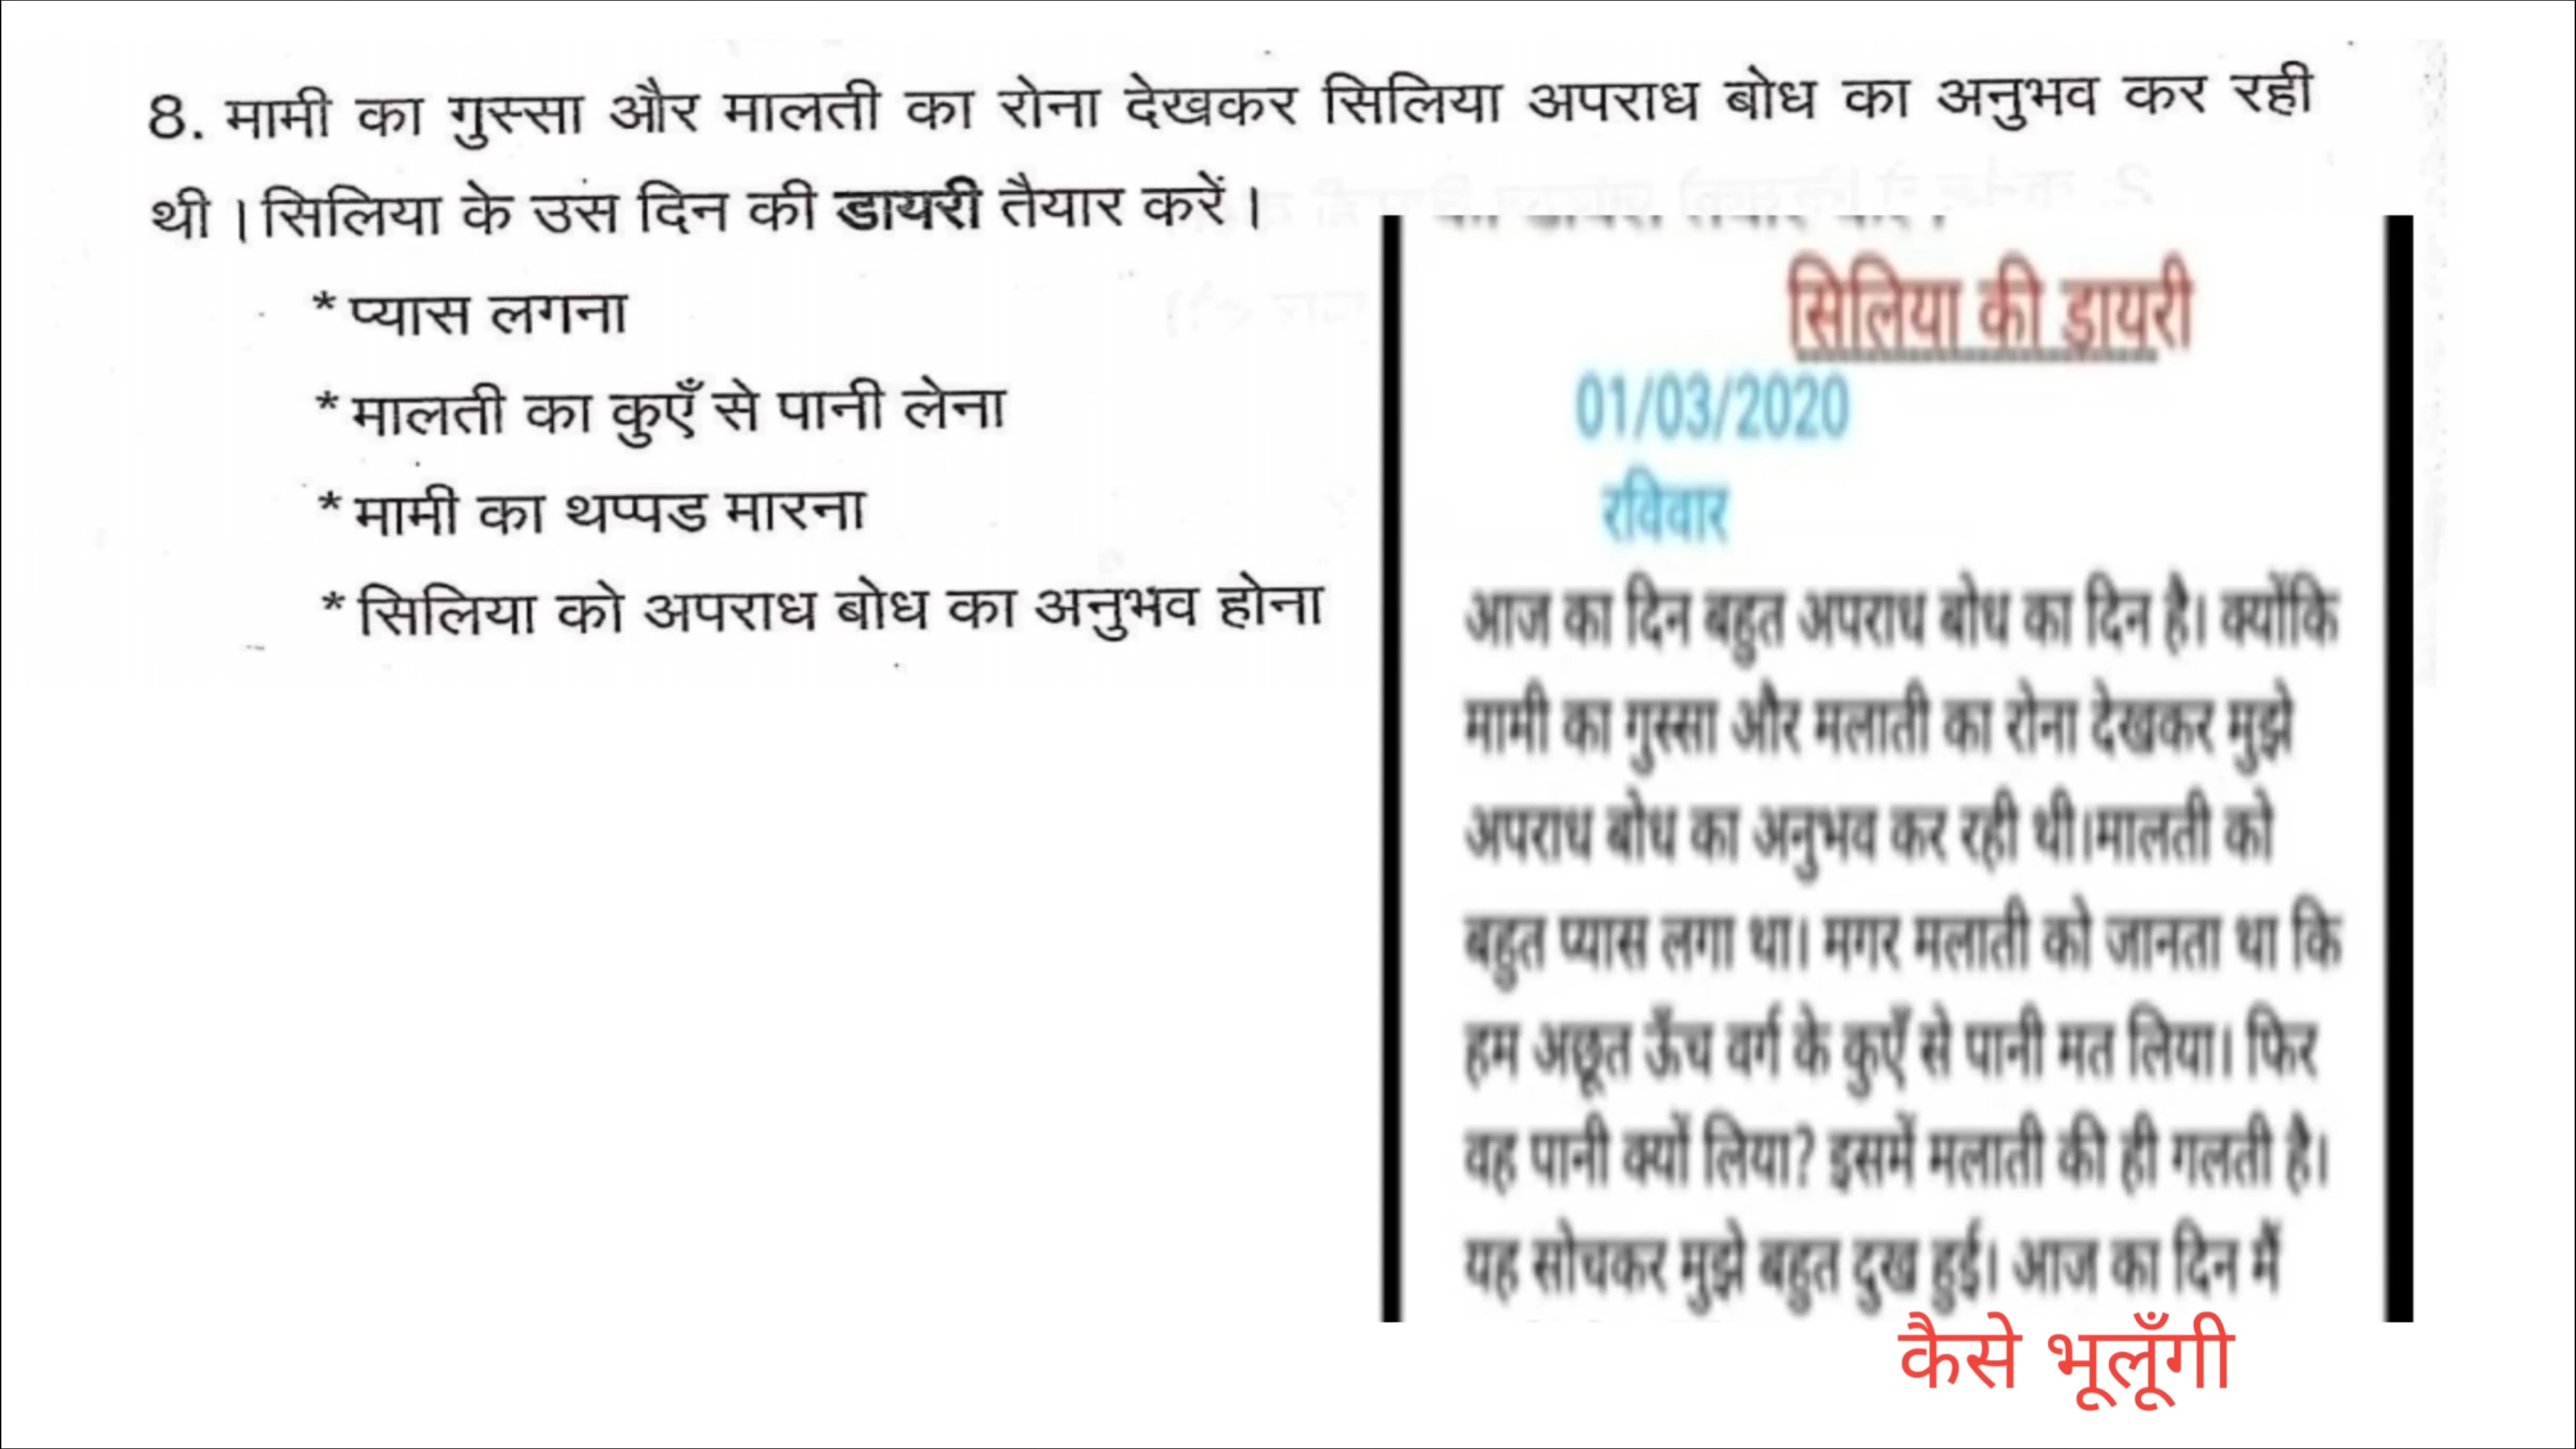 8. मामी का गुस्सा और मालती का रोना देखकर सिलिया अपराध बोध का अनुभव कर रही
थी । सिलिया के उस दिन की डायरी तैयार करें ।
* प्यास लगना
* मालती का कुएँ से पानी लेना
* मामी का थप्पड मारना
* सिलिया को अपराध बोध का अनुभव होना
सिलिया की डायरी
01/03/2020
रविवार
आज का दिन बहुत अपराध बोध का दिन है। क्योंकि
मामी का गुस्सा और मलाती का रोना देखकर मुझे
अपराध बोध का अनुभव कर रही थी।मालती को
बहुत प्यास लगा था। मगर मलाती को जानता था कि
हम अछूत ऊँच वर्ग के कुएँ से पानी मत लिया। फिर
वह पानी क्यों लिया? इसमें मलाती की ही गलती है।
यह सोचकर मुझे बहुत दुख हुई। आज का दिन मैं
कैसे भूलूँगी